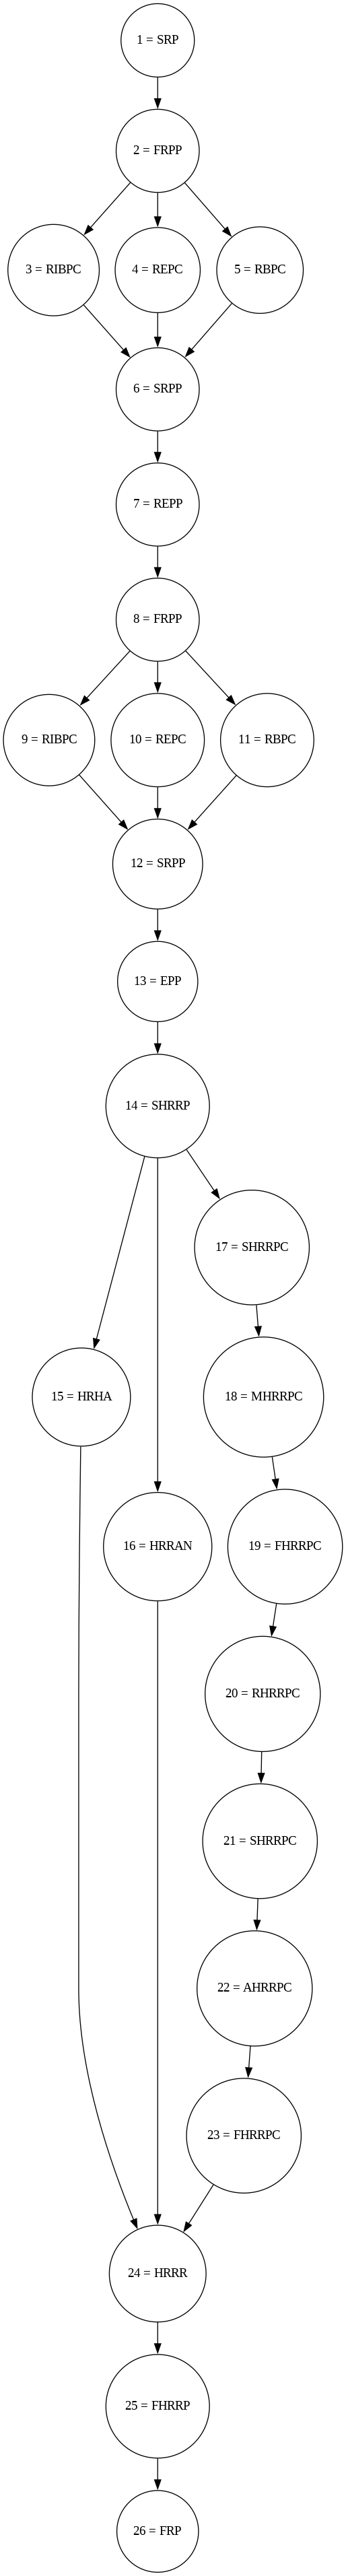 1 = SRP
2 = FRPP
3 = RIBPC
4 = REPC
5 = RBPC
6 = SRPP
7 = REPP
8 = FRPP
9 = RIBPC
10 = REPC
11 = RBPC
12 = SRPP
13 = EPP
14 = SHRRP
17 = SHRRPC
15 = HRHA
18 = MHRRPC
16 = HRRAN
19 = FHRRPC
20 = RHRRPC
21 = SHRRPC
22 = AHRRPC
23 = FHRRPC
24 = HRRR
25 = FHRRP
26 = FRP